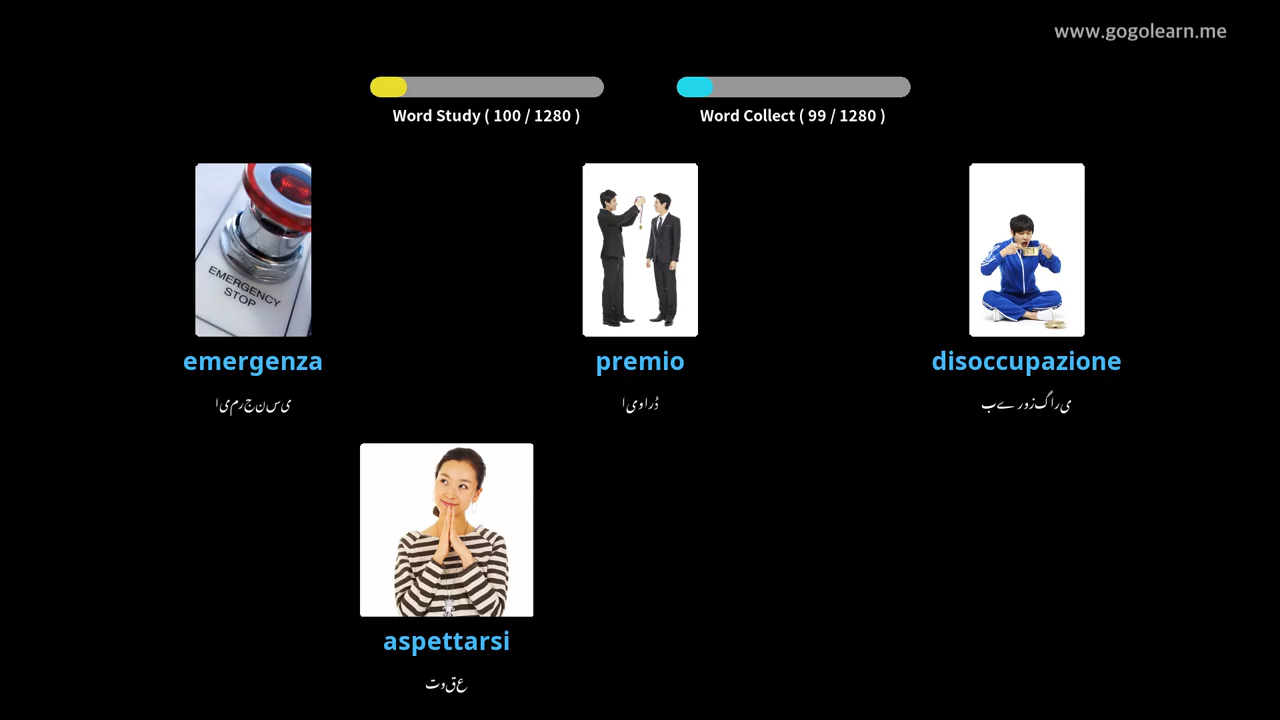 www.gogolearn.me
Word Study ( 100 / 1280 )
Word Collect ( 99 / 1280 )
EMERGENCY
STOP
emergenza
premio
disoccupazione
ایمرجنسی
ایوارڈ
بے روزگاری
aspettarsi
توقع